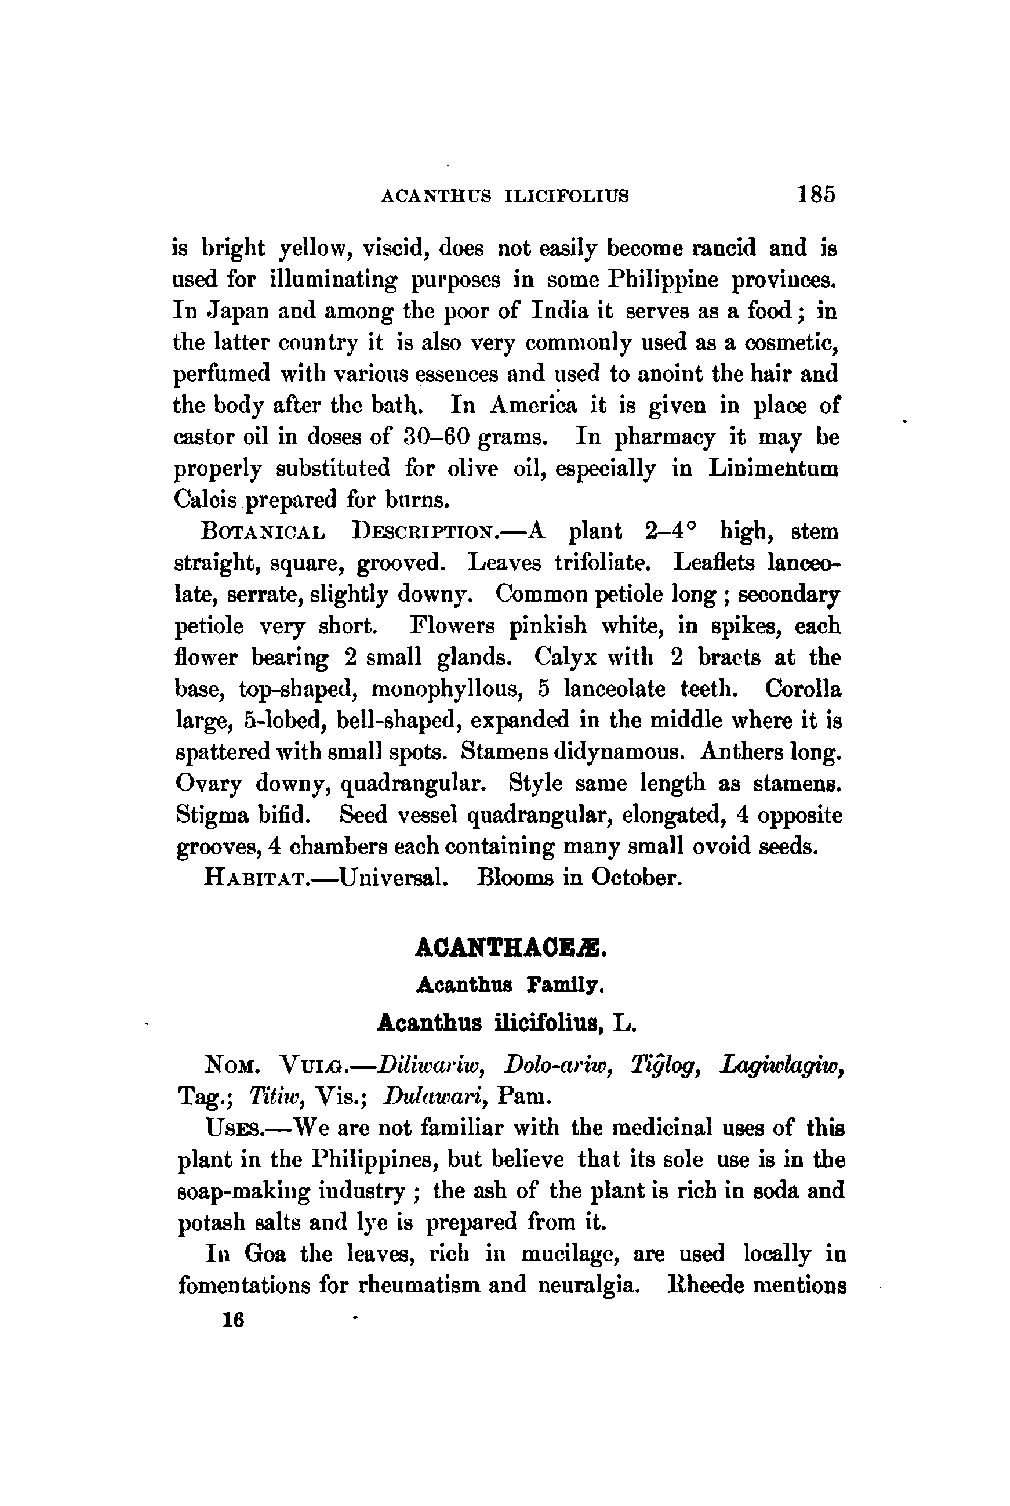 ACANTHUS ILICIFOLIUS 185
is bright yellow, viscid, does not easily become rancid and is
used for illuminating purposes in some Philippine provinces.
In Japan and among the poor of India it serves as a food; in
the latter country it is also very commonly used as a cosmetic,
perfumed with various essences and used to anoint the hair and
the body after the bath. In America it is given in place of
castor oil in doses of 30–60 grams. In pharmacy it may be
properly substituted for olive oil, especially in Linimentum
Calcis prepared for burns.
BOTANICAL DESCRIPTION.—A plant 2–4° high, stem
straight, square, grooved. Leaves trifoliate. Leaflets lanceo-
late, serrate, slightly downy. Common petiole long; secondary
petiole very short. Flowers pinkish white, in spikes, each
flower bearing 2 small glands. Calyx with 2 bracts at the
base, top-shaped, monophyllous, 5 lanceolate teeth. Corolla
large, 5-lobed, bell-shaped, expanded in the middle where it is
spattered with small spots. Stamens didynamous. Anthers long.
Ovary downy, quadrangular. Style same length as stamens.
Stigma bifid. Seed vessel quadrangular, elongated, 4 opposite
grooves, 4 chambers each containing many small ovoid seeds.
HABITAT.—Universal. Blooms in October.
ACANTHACEÆ.
Acanthus Family.
Acanthus ilicifolius, L.
NOM. VULG.—Diliwariw, Dolo-ariw, Tig̃log, Lagiwlagiw,
Tag.; Titiw, Vis.; Dulawari, Pam.
USES.—We are not familiar with the medicinal uses of this
plant in the Philippines, but believe that its sole use is in the
soap-making industry; the ash of the plant is rich in soda and
potash salts and lye is prepared from it.
In Goa the leaves, rich in mucilage, are used locally in
fomentations for rheumatism and neuralgia. Rheede mentions
16